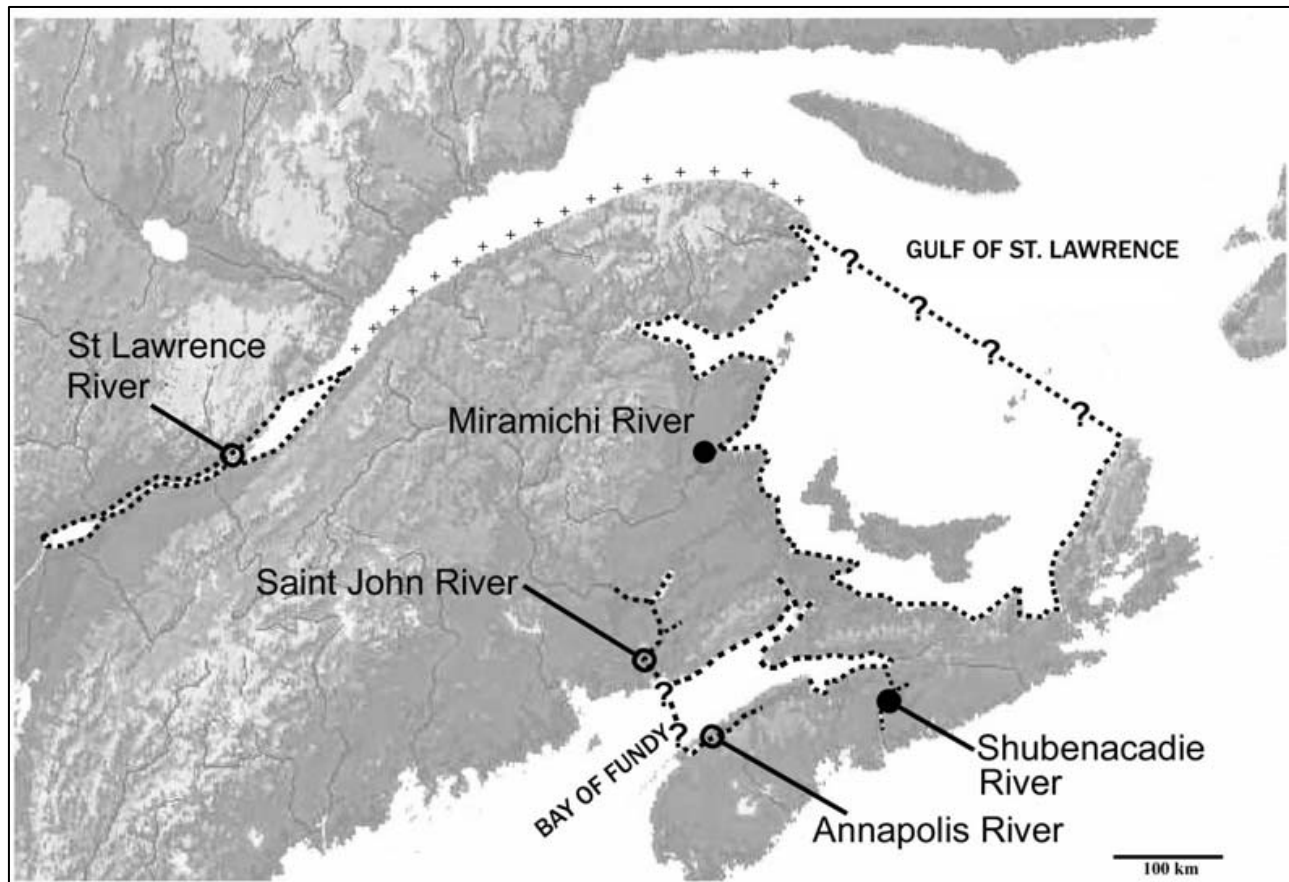 GULF OF ST. LAWRENCE
?
?
?
?
St Lawrence
River
Miramichi River
Saint John River
?
?
BAY OF FUNDY
Shubenacadie
River
Annapolis River
100 km